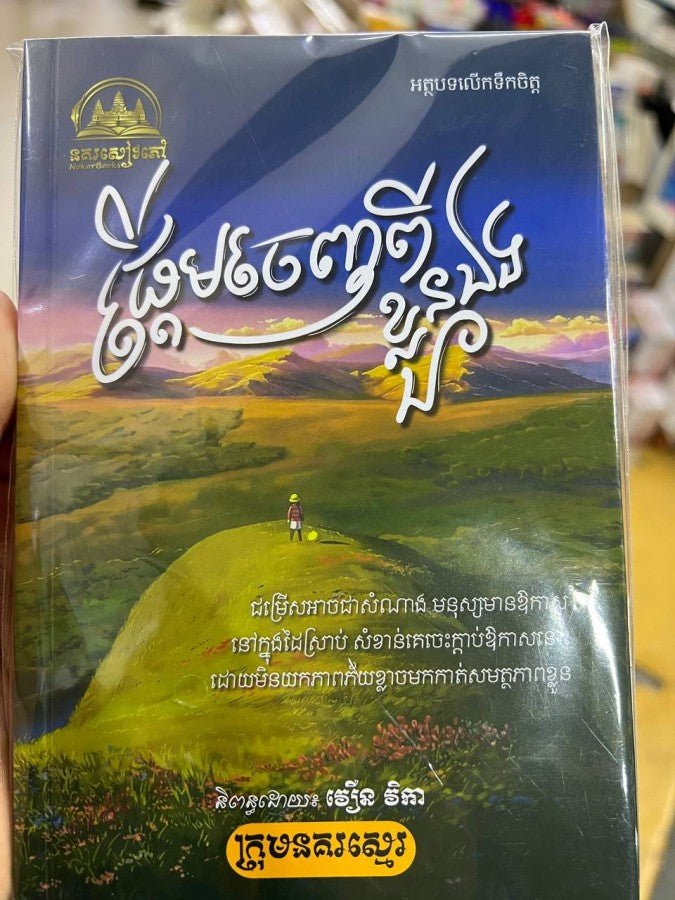 អត្ថបទលើកទឹកចិត្ត
នគរសៀវភៅ
NokorBooks
ផ្ដើមចេញពី
ខ្លួនឯង
ជម្រើសអាចជាសំណាង មនុស្សមានឱកាស
នៅក្នុងដៃស្រាប់ សំខាន់គេចេះក្ដាប់ឱកាសនោះ
ដោយមិនយកភាពភ័យខ្លាចមកកាត់សមត្ថភាពខ្លួន
និពន្ធដោយ៖ វឿន វិកា
ក្រុមនគរស្មេរ